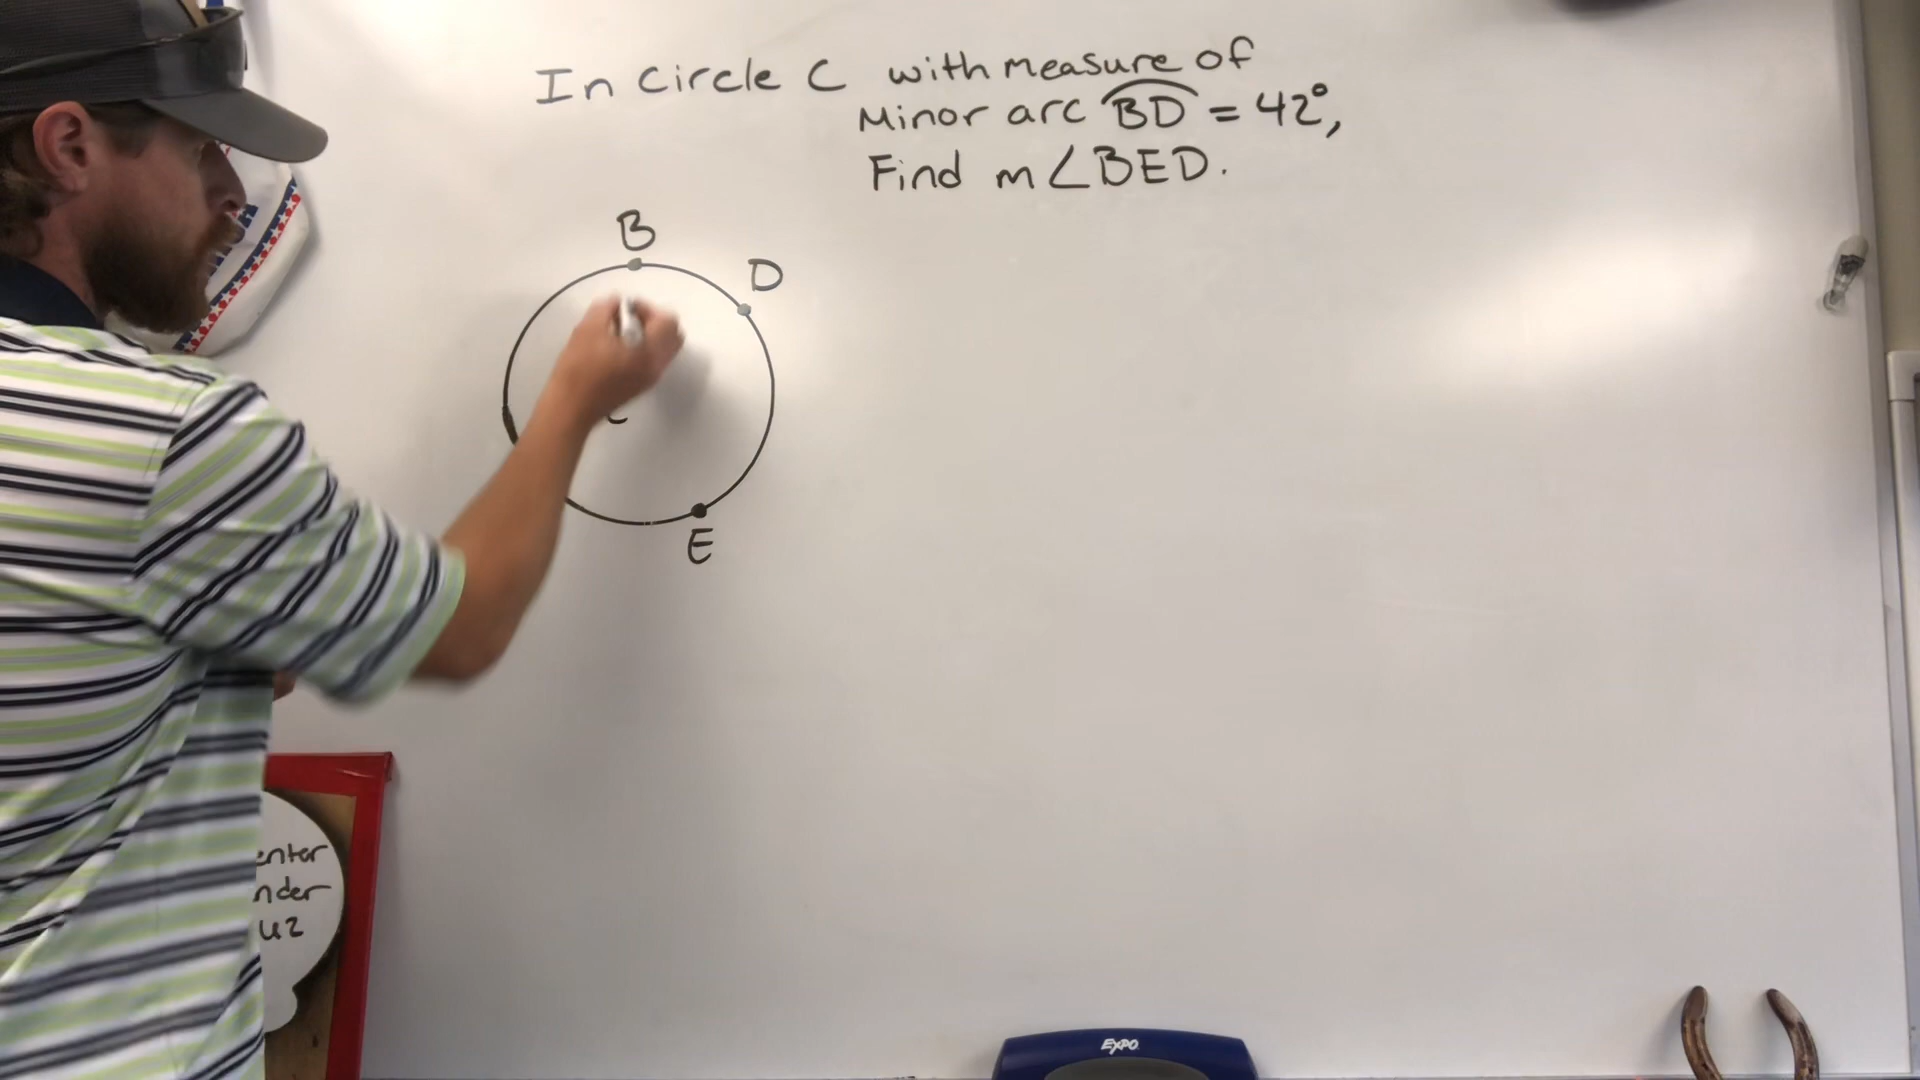 In circle C with measure of
Minor arc BD = 42°,
Find m∠BED.
B
D
C
E
EXPO